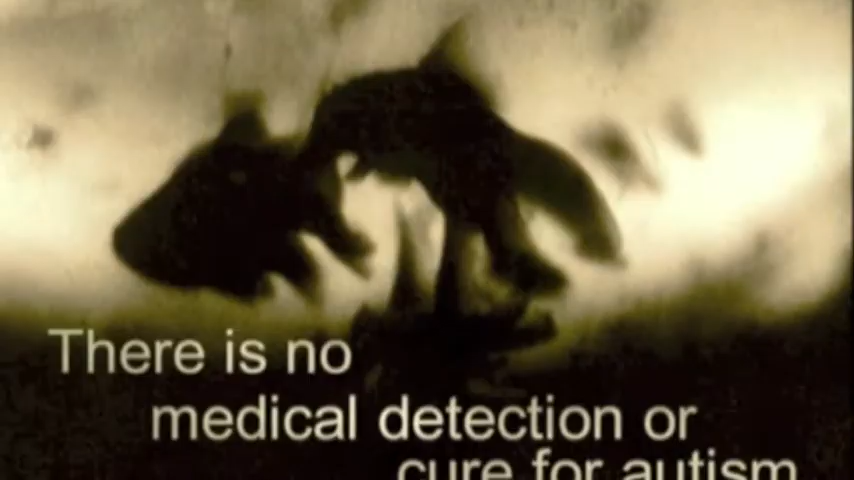 There is no
medical detection or
cure for autism